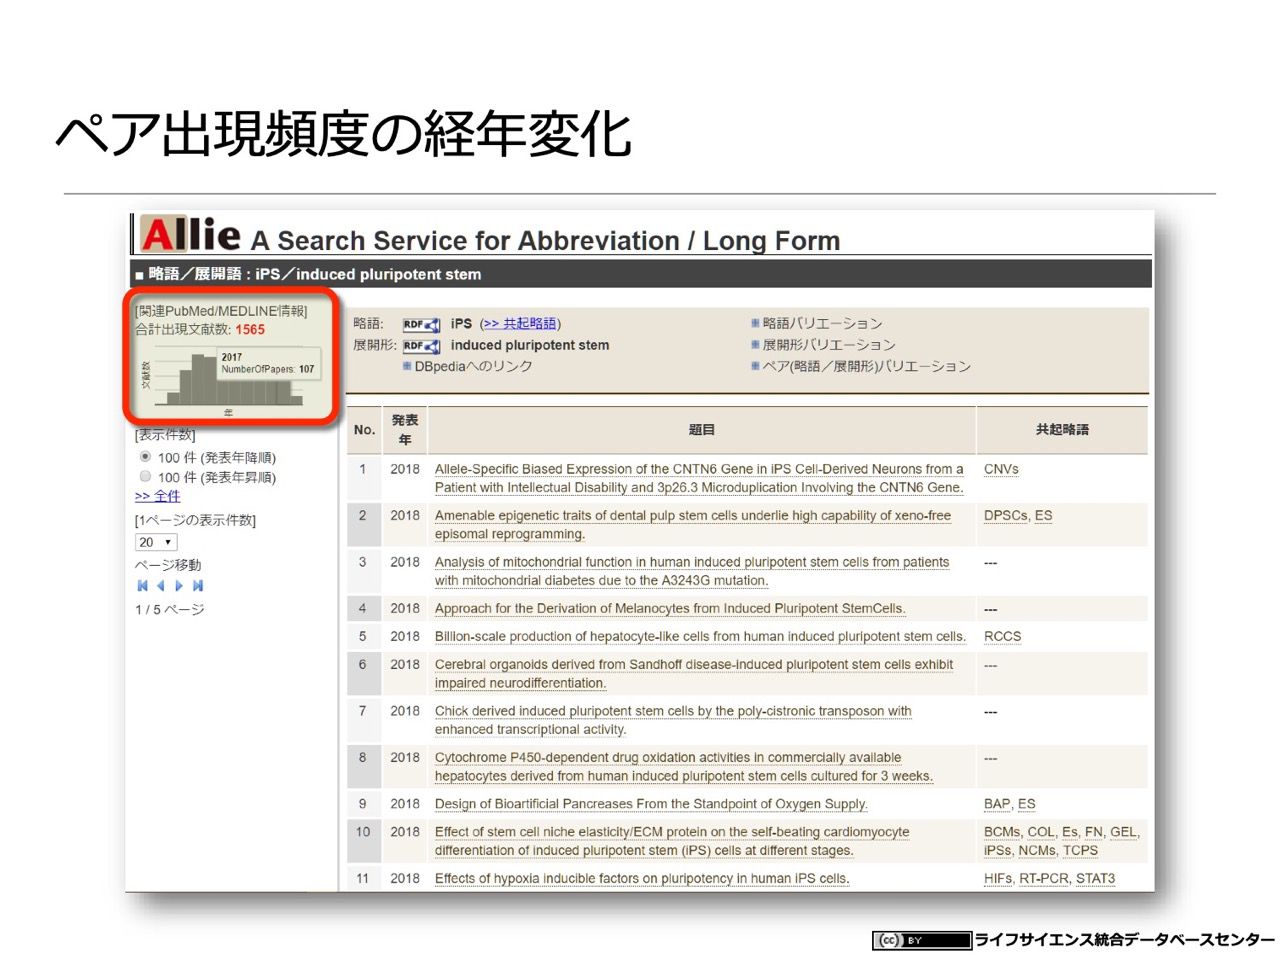 ペア出現頻度の経年変化
Allie A Search Service for Abbreviation / Long Form
■ 略語／展開語 : iPS／induced pluripotent stem
[関連PubMed/MEDLINE情報]
合計出現文献数: 1565
2017
NumberOfPapers: 107
文献数
年
[表示件数]
100 件 (発表年降順)
100 件 (発表年昇順)
>> 全件
[1ページの表示件数]
20
ページ移動
1 / 5 ページ
略語: RDF iPS (>> 共起略語)
展開形: RDF induced pluripotent stem
DBpediaへのリンク
略語バリエーション
展開形バリエーション
ペア(略語／展開形)バリエーション
No. 発表年 題目 共起略語
1 2018 Allele-Specific Biased Expression of the CNTN6 Gene in iPS Cell-Derived Neurons from a CNVs
Patient with Intellectual Disability and 3p26.3 Microduplication Involving the CNTN6 Gene.
2 2018 Amenable epigenetic traits of dental pulp stem cells underlie high capability of xeno-free DPSCs, ES
episomal reprogramming.
3 2018 Analysis of mitochondrial function in human induced pluripotent stem cells from patients ---
with mitochondrial diabetes due to the A3243G mutation.
4 2018 Approach for the Derivation of Melanocytes from Induced Pluripotent StemCells. ---
5 2018 Billion-scale production of hepatocyte-like cells from human induced pluripotent stem cells. RCCS
6 2018 Cerebral organoids derived from Sandhoff disease-induced pluripotent stem cells exhibit ---
impaired neurodifferentiation.
7 2018 Chick derived induced pluripotent stem cells by the poly-cistronic transposon with ---
enhanced transcriptional activity.
8 2018 Cytochrome P450-dependent drug oxidation activities in commercially available ---
hepatocytes derived from human induced pluripotent stem cells cultured for 3 weeks.
9 2018 Design of Bioartificial Pancreases From the Standpoint of Oxygen Supply. BAP, ES
10 2018 Effect of stem cell niche elasticity/ECM protein on the self-beating cardiomyocyte BCMs, COL, Es, FN, GEL,
differentiation of induced pluripotent stem (iPS) cells at different stages. iPSs, NCMs, TCPS
11 2018 Effects of hypoxia inducible factors on pluripotency in human iPS cells. HIFs, RT-PCR, STAT3
(cc) BY ライフサイエンス統合データベースセンター